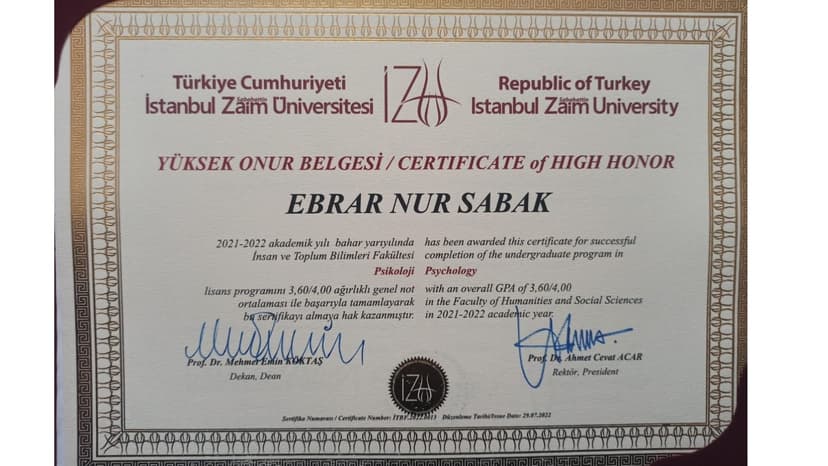 Türkiye Cumhuriyeti
İstanbul Sabahattin Zaim Üniversitesi
İZÜ
Republic of Turkey
Istanbul Sabahattin Zaim University
YÜKSEK ONUR BELGESİ / CERTIFICATE of HIGH HONOR
EBRAR NUR SABAK
2021-2022 akademik yılı bahar yarıyılında
İnsan ve Toplum Bilimleri Fakültesi
Psikoloji
lisans programını 3,60/4,00 ağırlıklı genel not
ortalaması ile başarıyla tamamlayarak
bu sertifikayı almaya hak kazanmıştır.
has been awarded this certificate for successful
completion of the undergraduate program in
Psychology
with an overall GPA of 3,60/4,00
in the Faculty of Humanities and Social Sciences
in 2021-2022 academic year.
Prof. Dr. Mehmet Emin KÖKTAŞ
Dekan, Dean
Prof. Dr. Ahmet Cevat ACAR
Rektör, President
İZÜ
Sertifika Numarası / Certificate Number: Düzenleme Tarihi/Issue Date: 29.07.2022